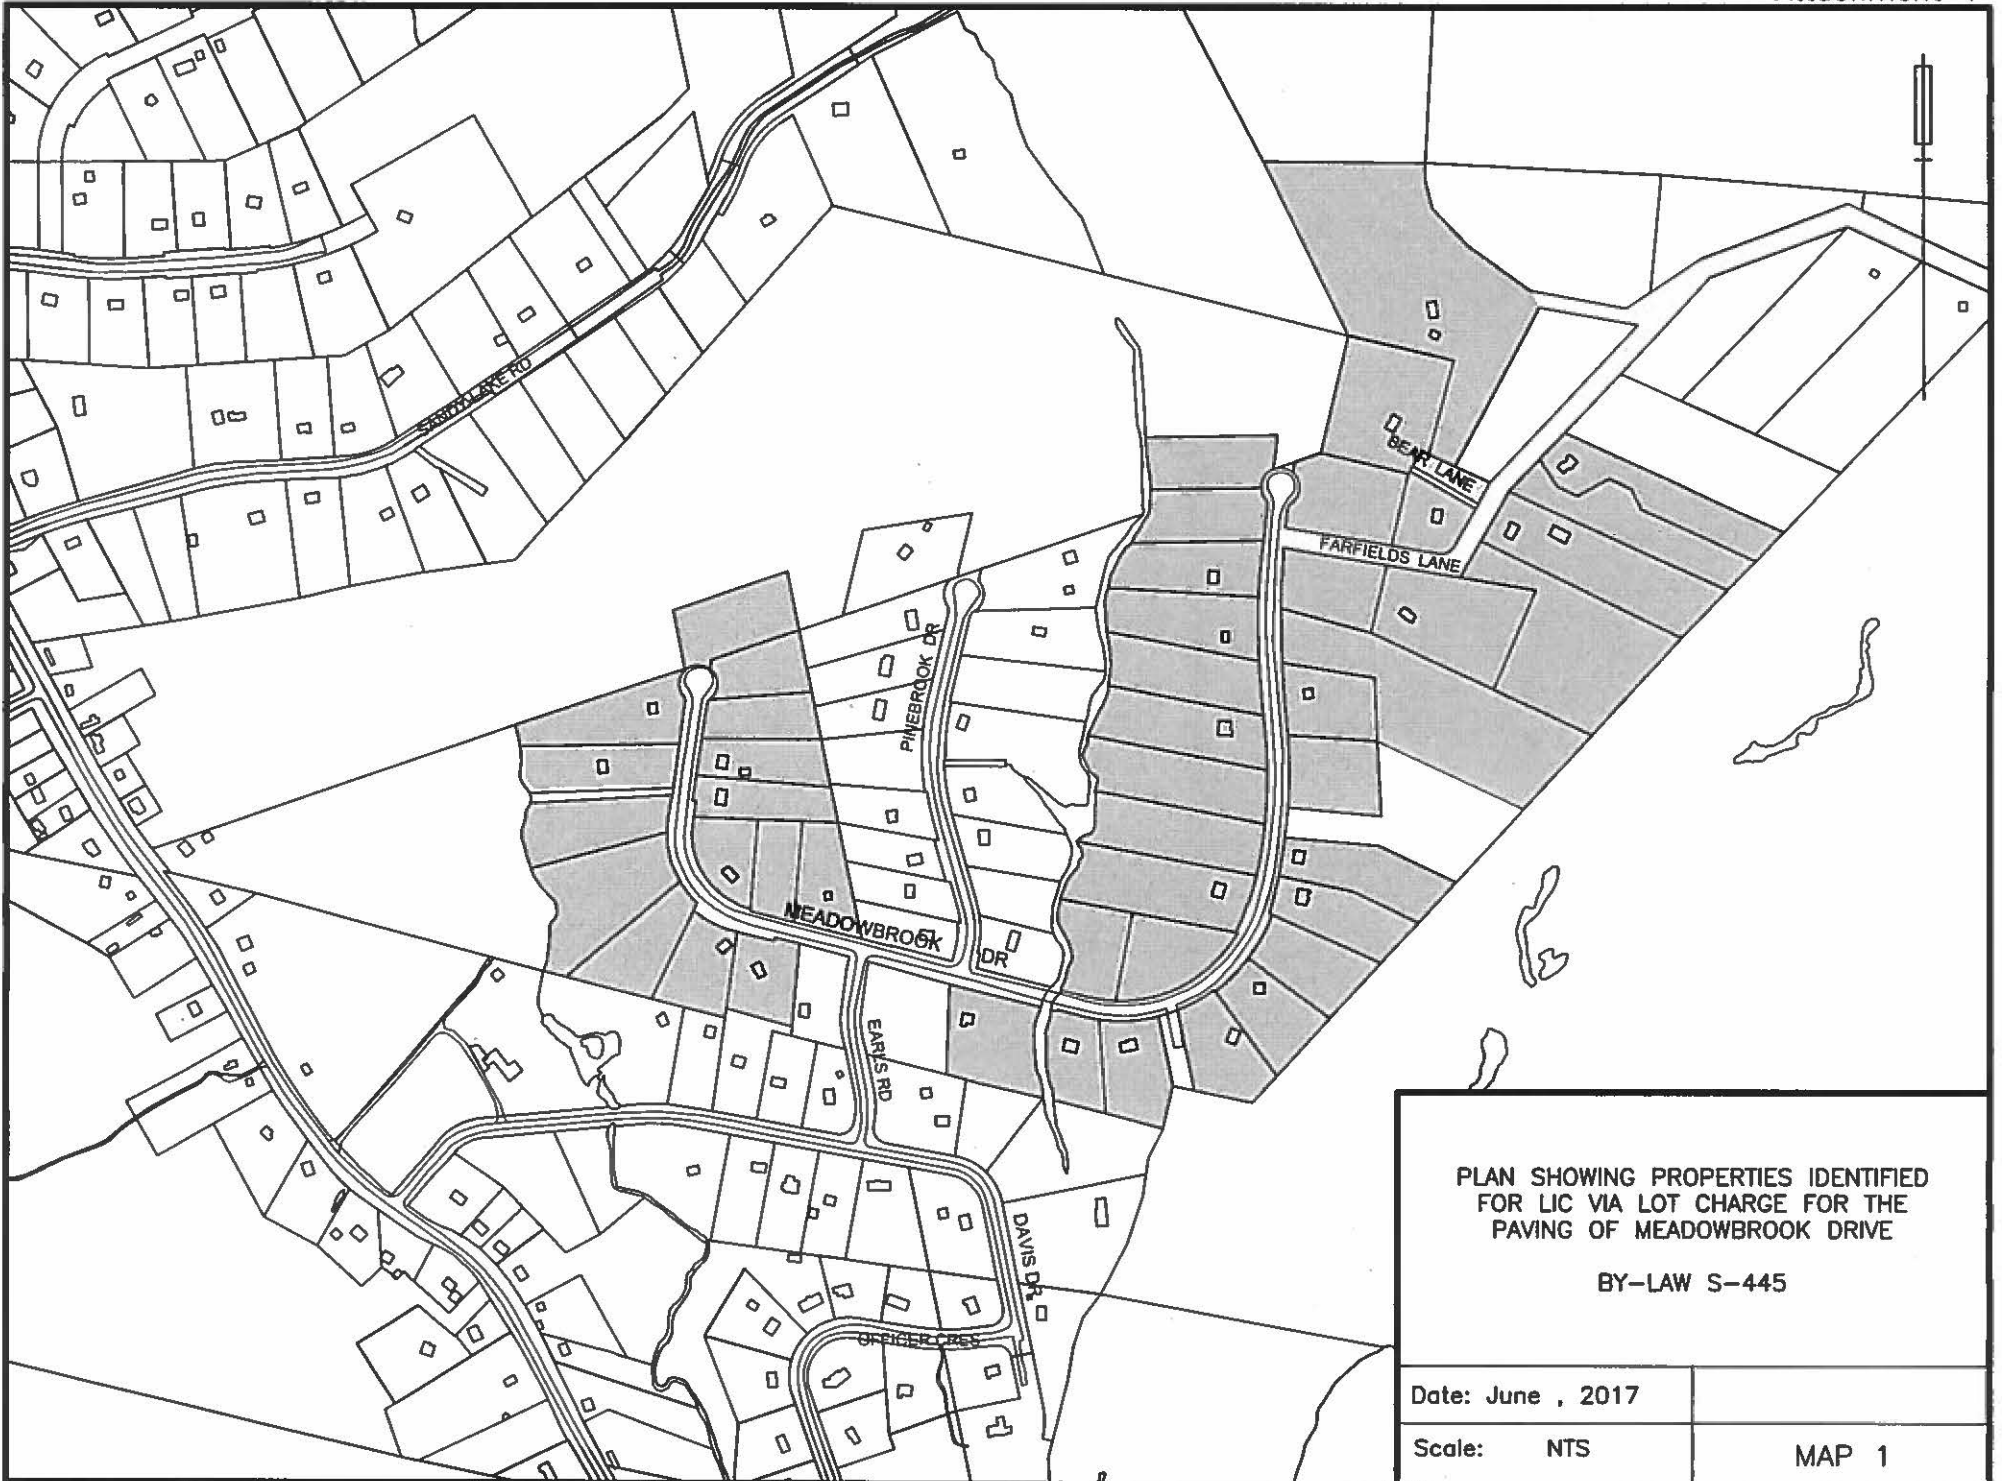 SANDY LAKE RD
BEAR LANE
FARFIELDS LANE
PINEBROOK DR
MEADOWBROOK DR
EARLS RD
DAVIS DR
OFFICER CRES
PLAN SHOWING PROPERTIES IDENTIFIED
FOR LIC VIA LOT CHARGE FOR THE
PAVING OF MEADOWBROOK DRIVE
BY-LAW S-445
Date: June , 2017
Scale: NTS
MAP 1